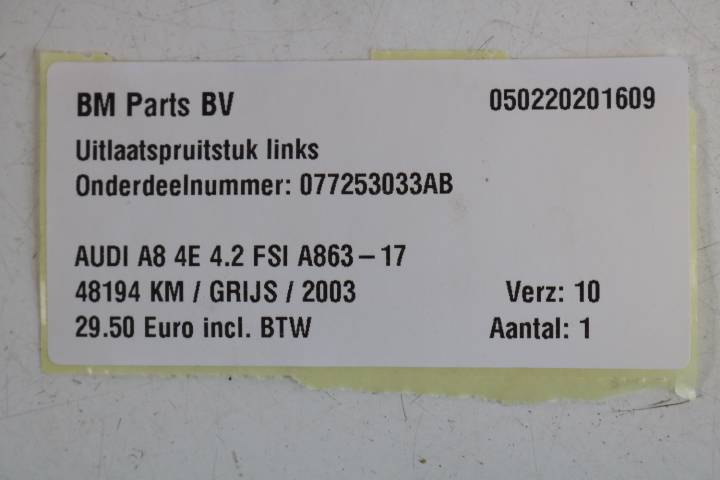 BM Parts BV 050220201609
Uitlaatspruitstuk links
Onderdeelnummer: 077253033AB
AUDI A8 4E 4.2 FSI A863-17
48194 KM / GRIJS / 2003 Verz: 10
29.50 Euro incl. BTW Aantal: 1